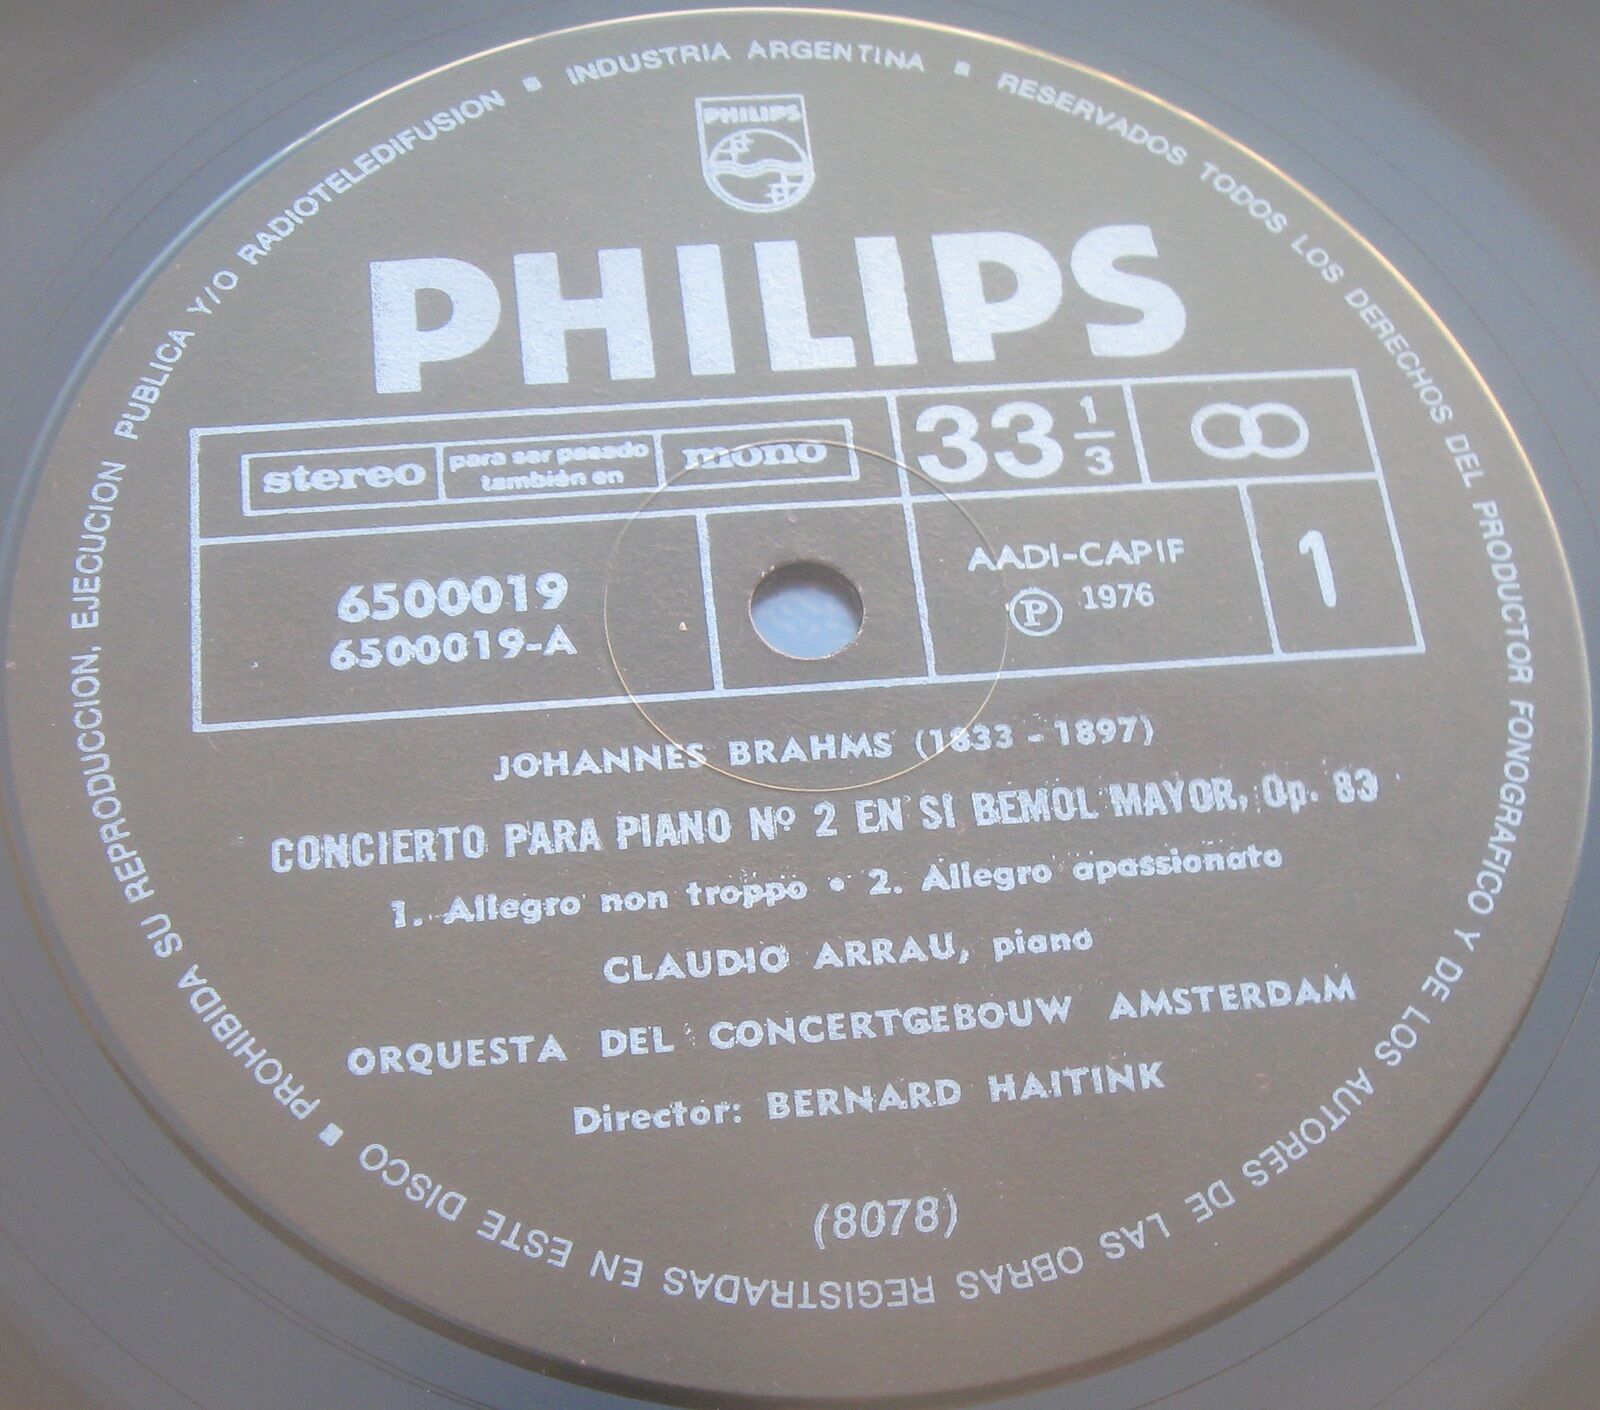 PROHIBIDA SU REPRODUCCION, EJECUCION PUBLICA Y/O RADIOTELEDIFUSION ▪ INDUSTRIA ARGENTINA ▪ RESERVADOS TODOS LOS DERECHOS DEL PRODUCTOR FONOGRAFICO Y DE LOS AUTORES DE LAS OBRAS REGISTRADAS EN ESTE DISCO ▪
PHILIPS
PHILIPS
stereo para ser pasado también en mono
33 1/3
6500019
6500019-A
AADI-CAPIF
Ⓟ 1976
1
JOHANNES BRAHMS (1833 - 1897)
CONCIERTO PARA PIANO Nº 2 EN SI BEMOL MAYOR, Op. 83
1. Allegro non troppo • 2. Allegro apassionato
CLAUDIO ARRAU, piano
ORQUESTA DEL CONCERTGEBOUW AMSTERDAM
Director: BERNARD HAITINK
(8078)